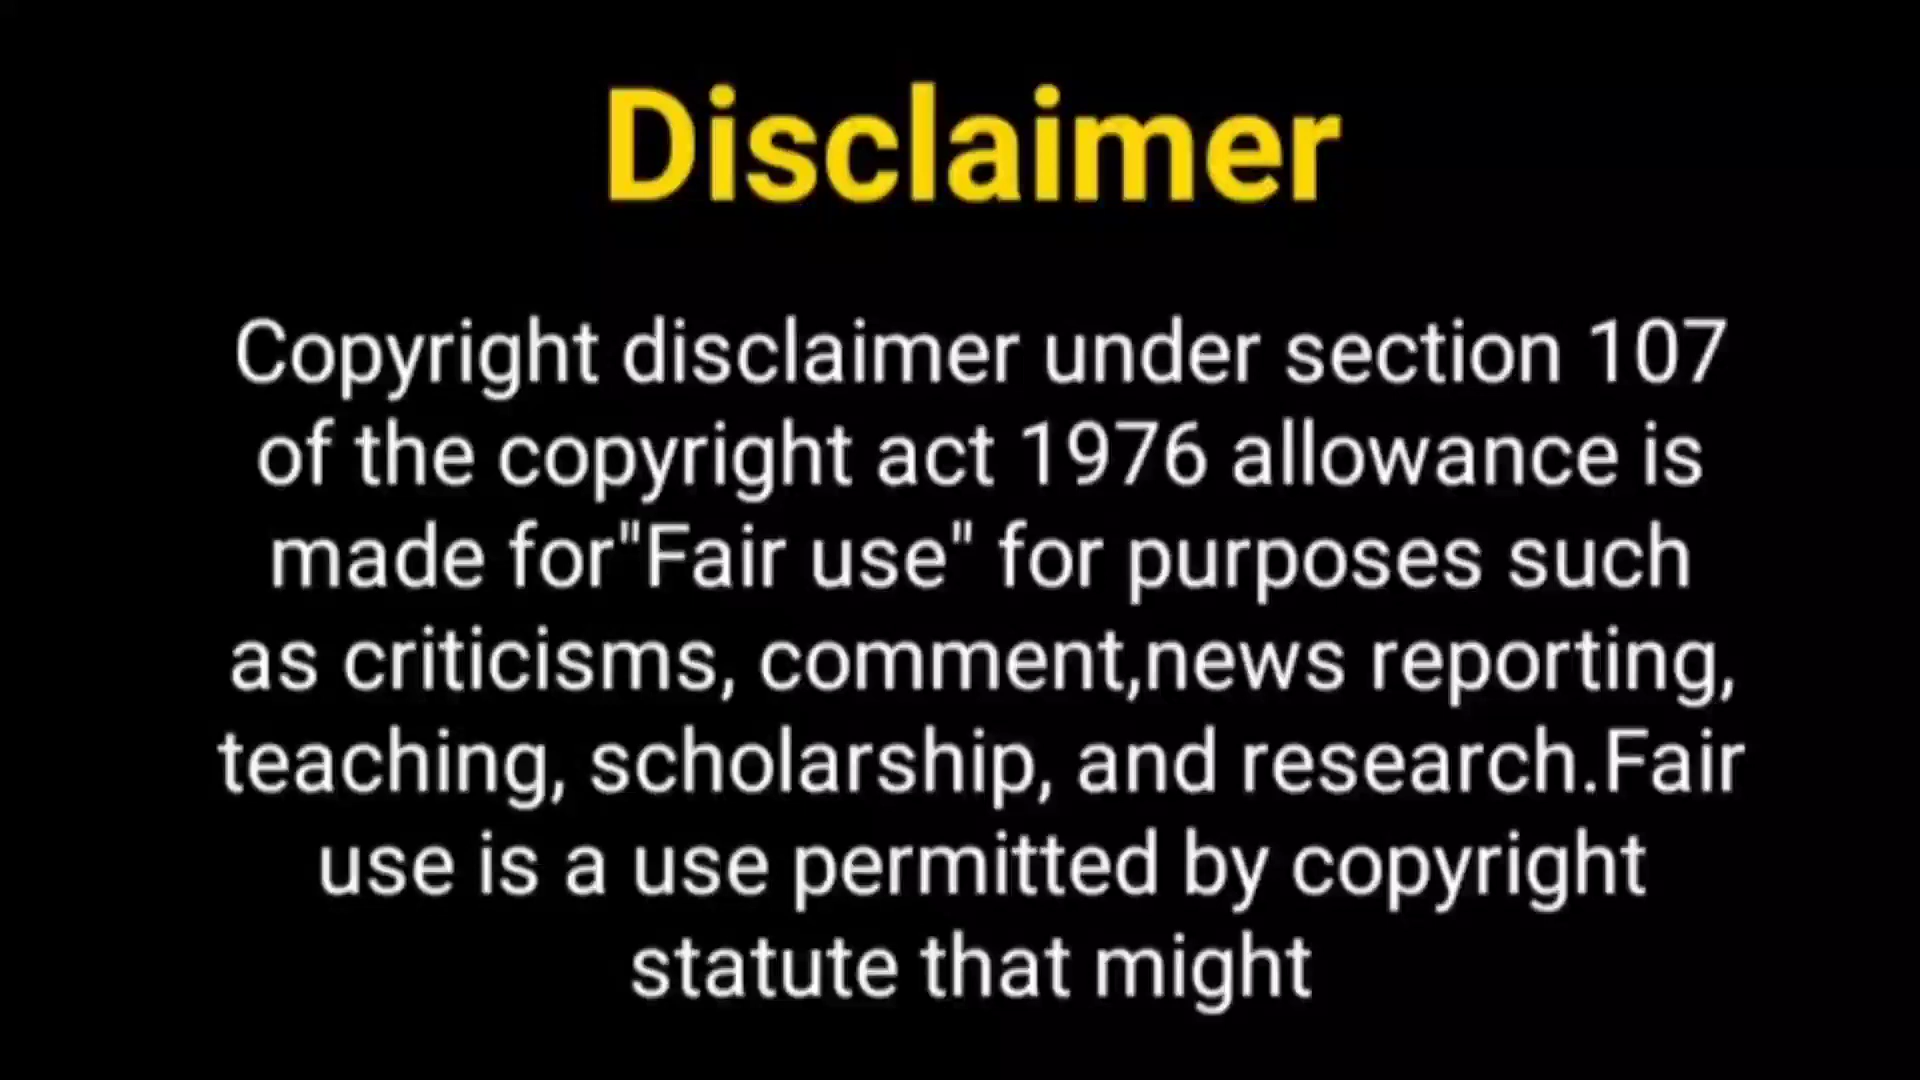 Disclaimer
Copyright disclaimer under section 107
of the copyright act 1976 allowance is
made for"Fair use" for purposes such
as criticisms, comment,news reporting,
teaching, scholarship, and research.Fair
use is a use permitted by copyright
statute that might